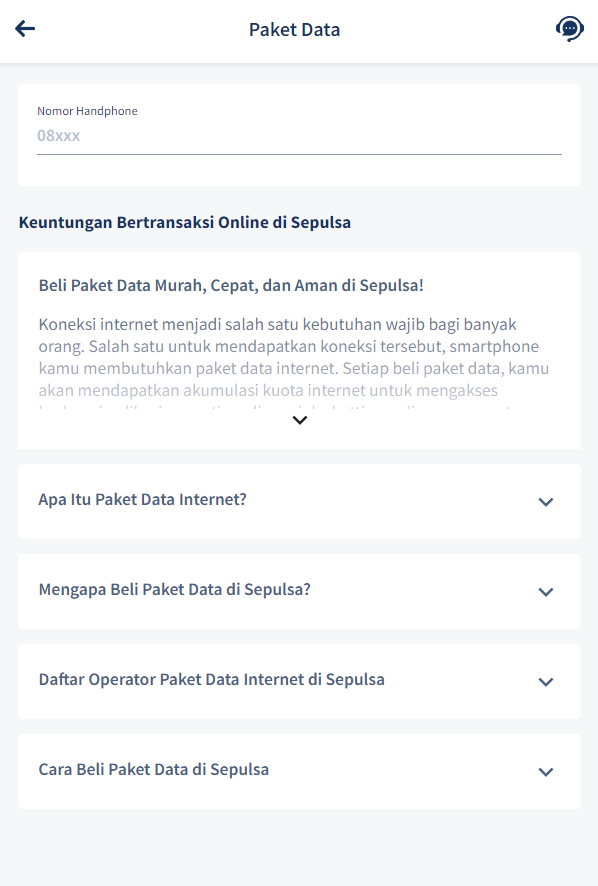 Paket Data
Nomor Handphone
08xxx
Keuntungan Bertransaksi Online di Sepulsa
Beli Paket Data Murah, Cepat, dan Aman di Sepulsa!
Koneksi internet menjadi salah satu kebutuhan wajib bagi banyak
orang. Salah satu untuk mendapatkan koneksi tersebut, smartphone
kamu membutuhkan paket data internet. Setiap beli paket data, kamu
akan mendapatkan akumulasi kuota internet untuk mengakses
Apa Itu Paket Data Internet?
Mengapa Beli Paket Data di Sepulsa?
Daftar Operator Paket Data Internet di Sepulsa
Cara Beli Paket Data di Sepulsa